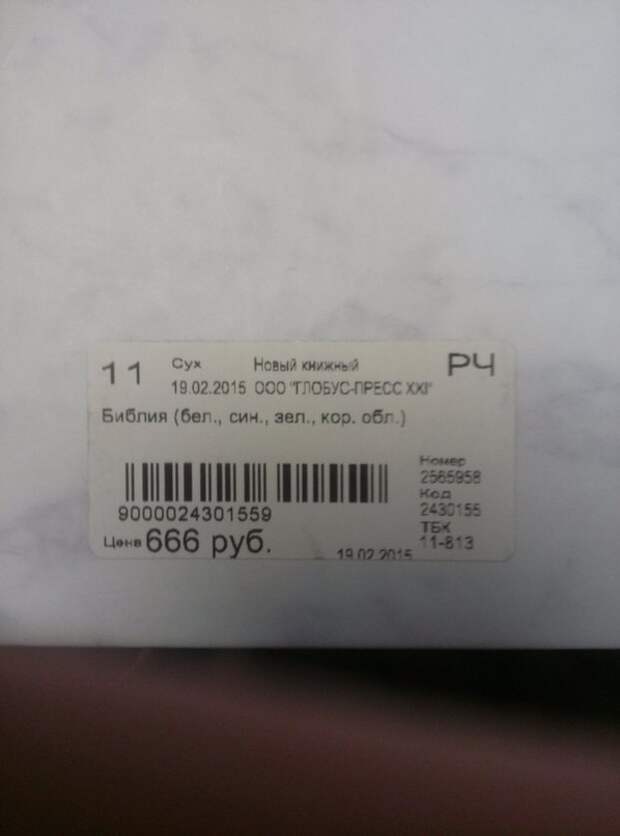 11 Сух Новый книжный РЧ
19.02.2015 ООО "ГЛОБУС-ПРЕСС XXI"
Библия (бел., син., зел., кор. обл.)
Номер
2565958
Код
2430155
ТБК
11-813
9000024301559
Цена 666 руб.
19.02.2015